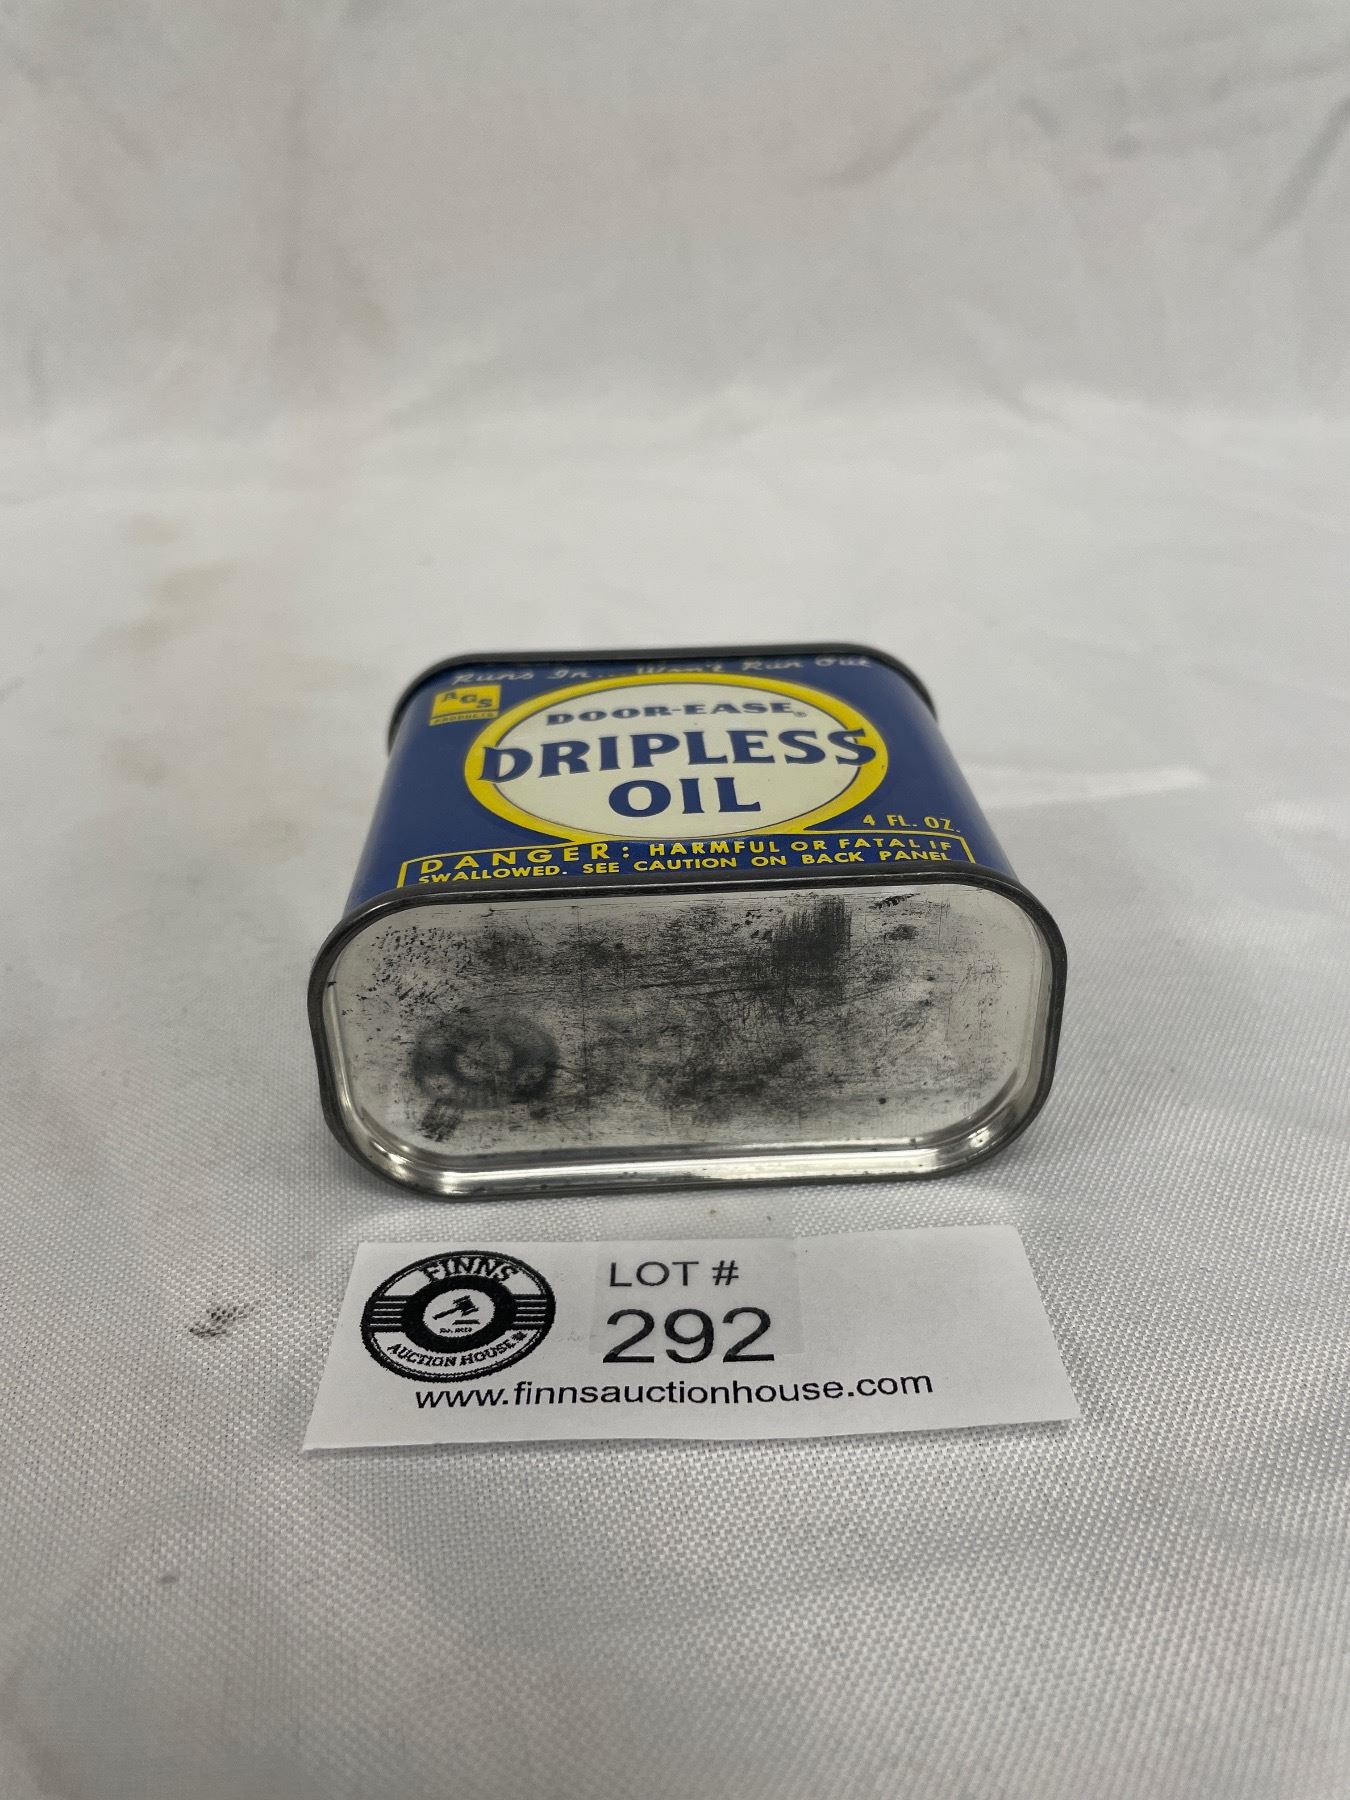 Runs In.. Won't Run Out
AGS
PRODUCTS
DOOR-EASE®
DRIPLESS
OIL
4 FL. OZ.
DANGER: HARMFUL OR FATAL IF
SWALLOWED. SEE CAUTION ON BACK PANEL
FINNS
AUCTION HOUSE
LOT #
292
www.finnsauctionhouse.com